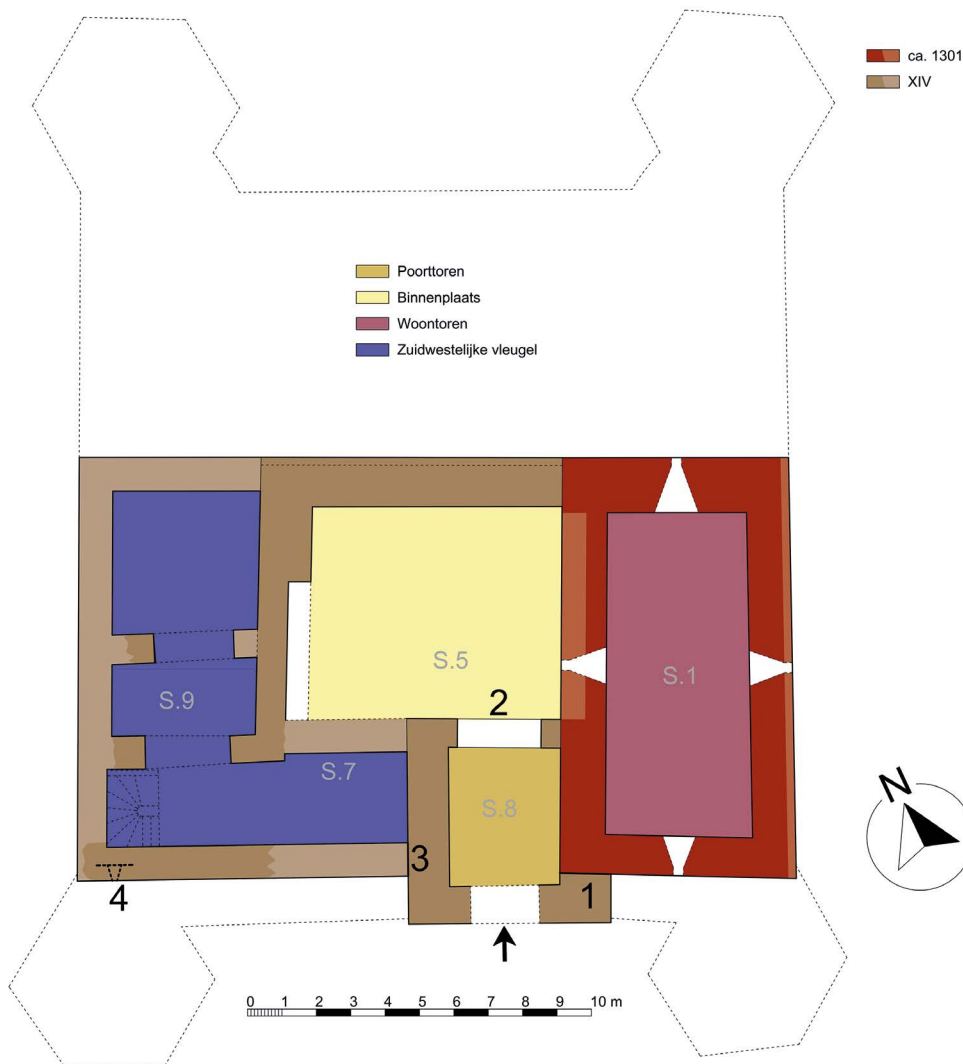 ca. 1301
XIV
Poorttoren
Binnenplaats
Woontoren
Zuidwestelijke vleugel
S.5
S.1
S.9
2
S.7
S.8
N
3
4
1
0 1 2 3 4 5 6 7 8 9 10 m